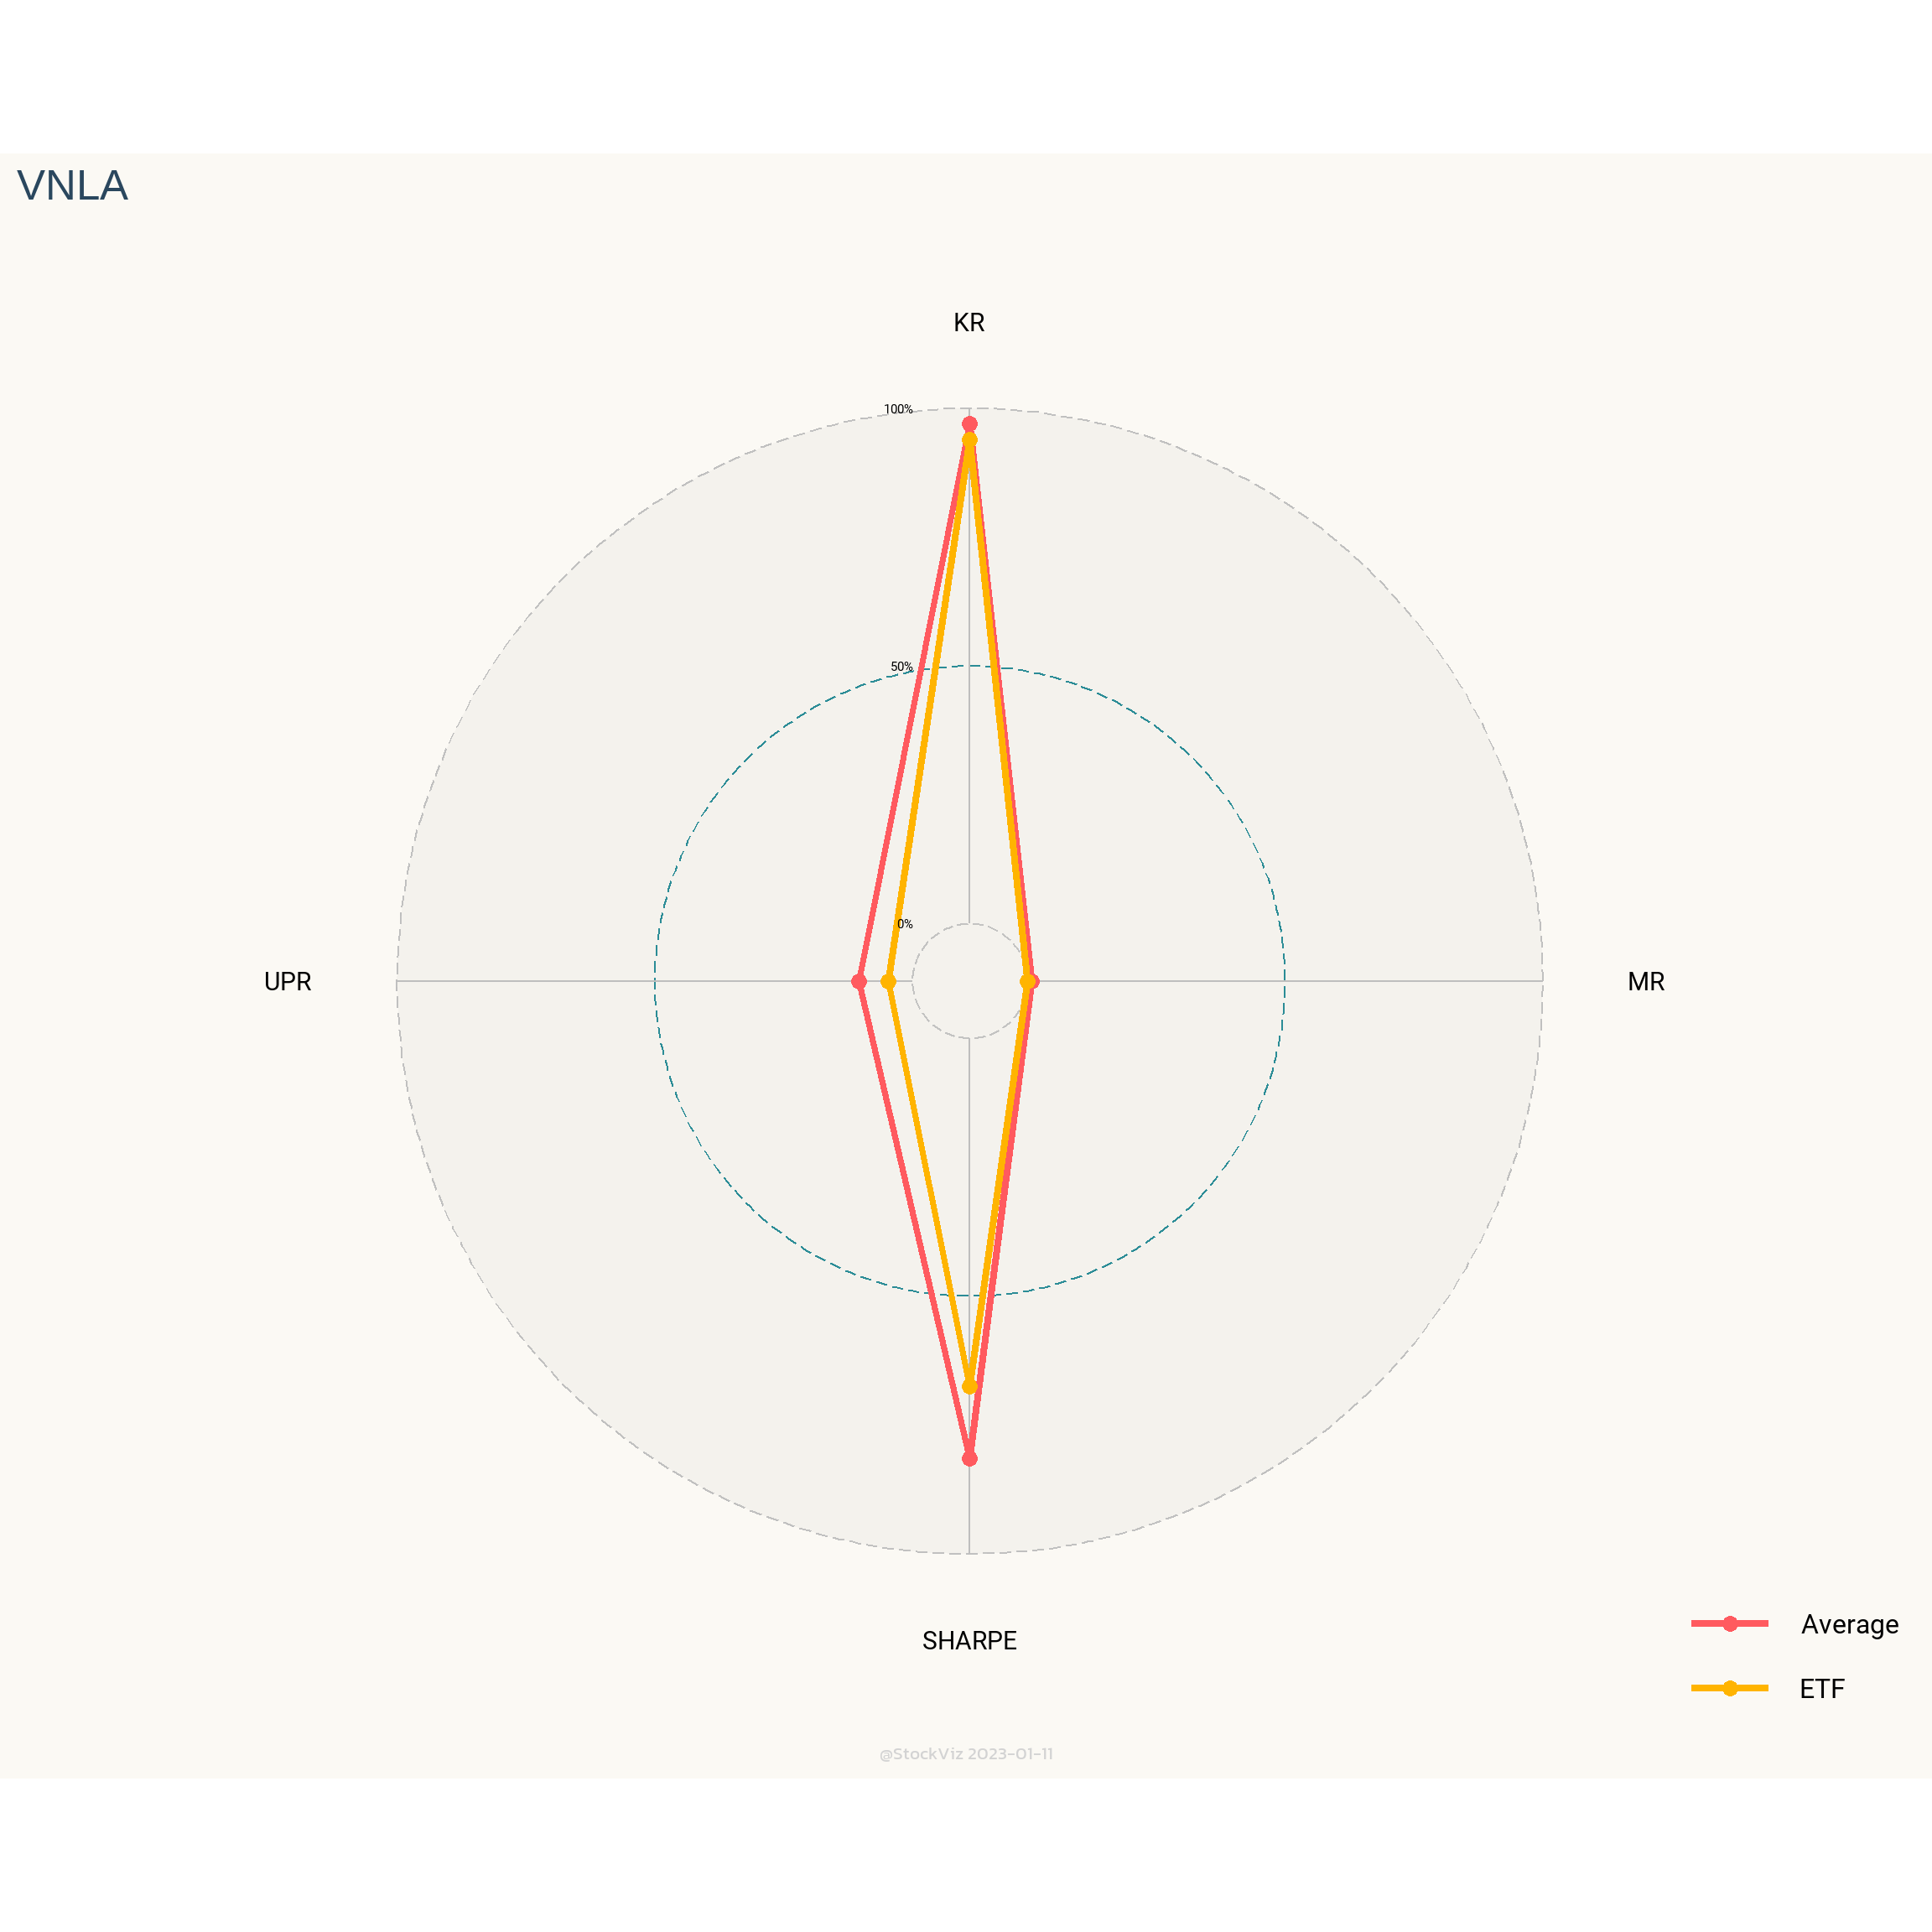 VNLA
KR
100%
50%
0%
UPR
MR
SHARPE
Average
ETF
@StockViz 2023-01-11